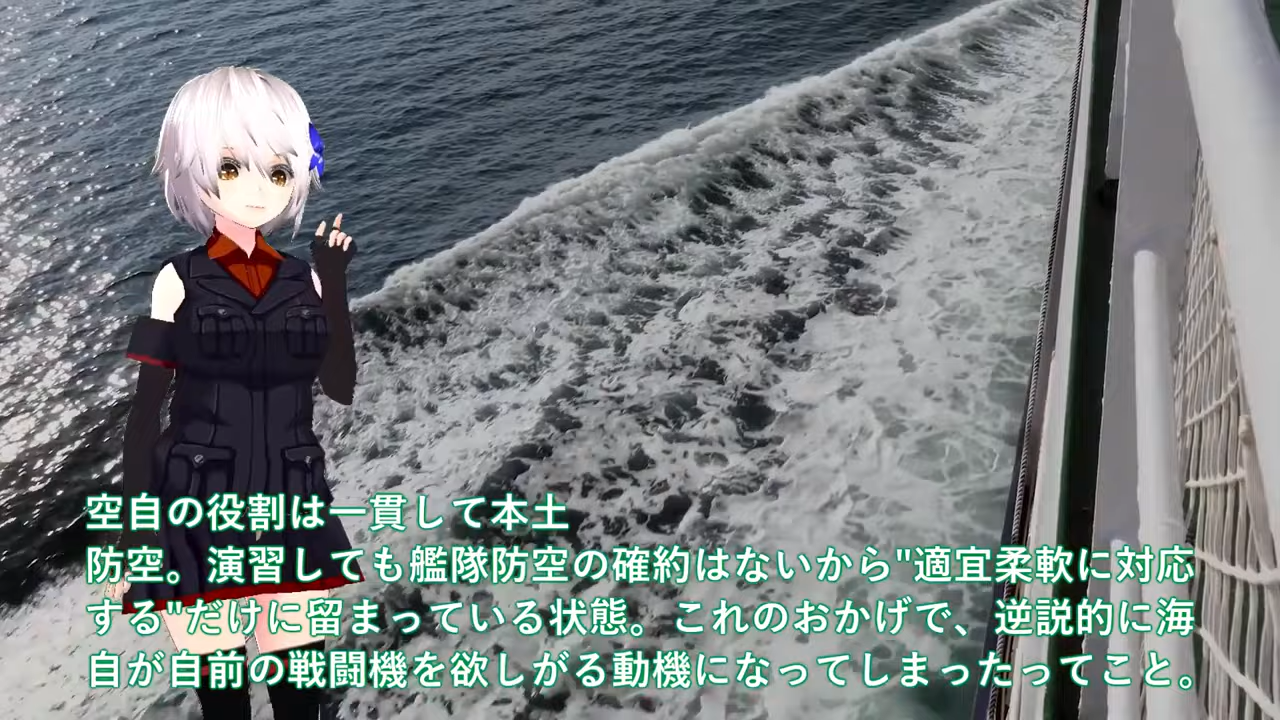 空自の役割は一貫して本土
防空。演習しても艦隊防空の確約はないから"適宜柔軟に対応
する"だけに留まっている状態。これのおかげで、逆説的に海
自が自前の戦闘機を欲しがる動機になってしまったってこと。